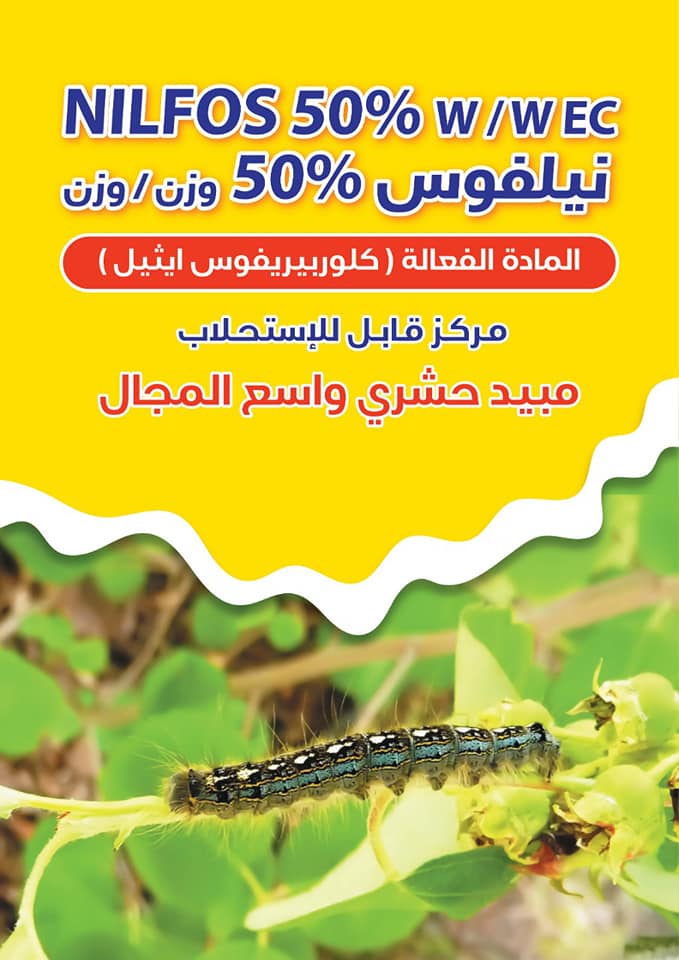 NILFOS 50% W/W EC
نيلفوس 50% وزن/وزن
المادة الفعالة (كلوربيريفوس ايثيل)
مركز قابل للإستحلاب
مبيد حشري واسع المجال